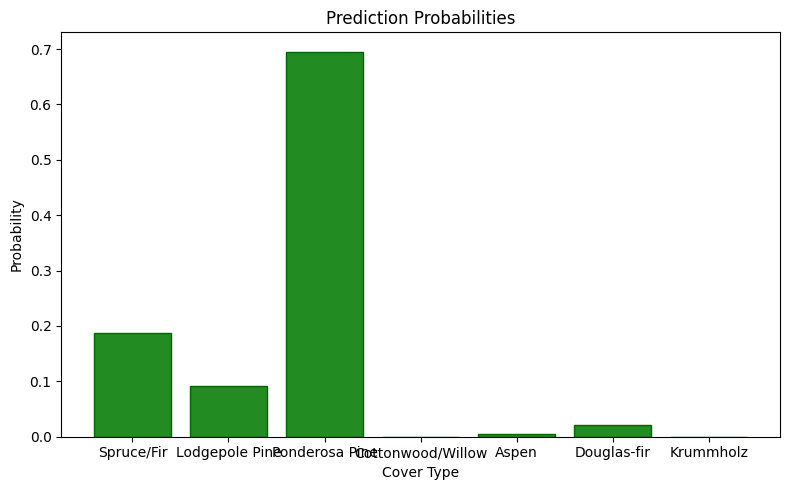 Prediction Probabilities
0.7
0.6
0.5
0.4
0.3
0.2
0.1
0.0
Probability
Spruce/Fir Lodgepole Pine Ponderosa Pine Cottonwood/Willow Aspen Douglas-fir Krummholz
Cover Type